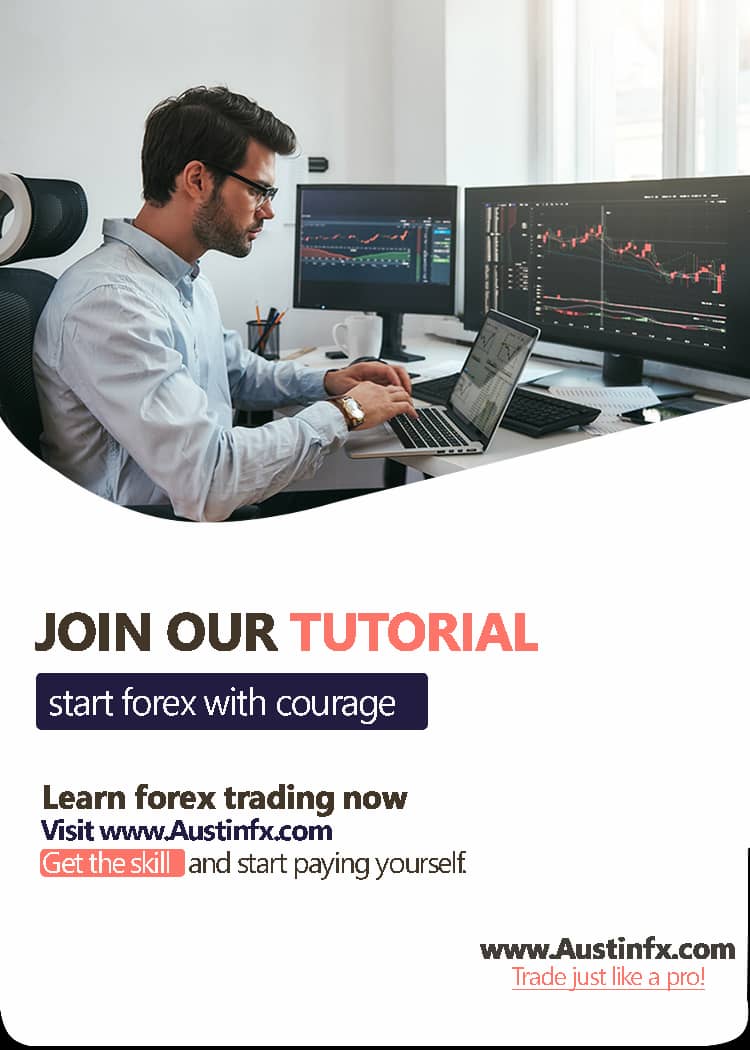 JOIN OUR TUTORIAL
start forex with courage
Learn forex trading now
Visit www.Austinfx.com
Get the skill and start paying yourself.
www.Austinfx.com
Trade just like a pro!